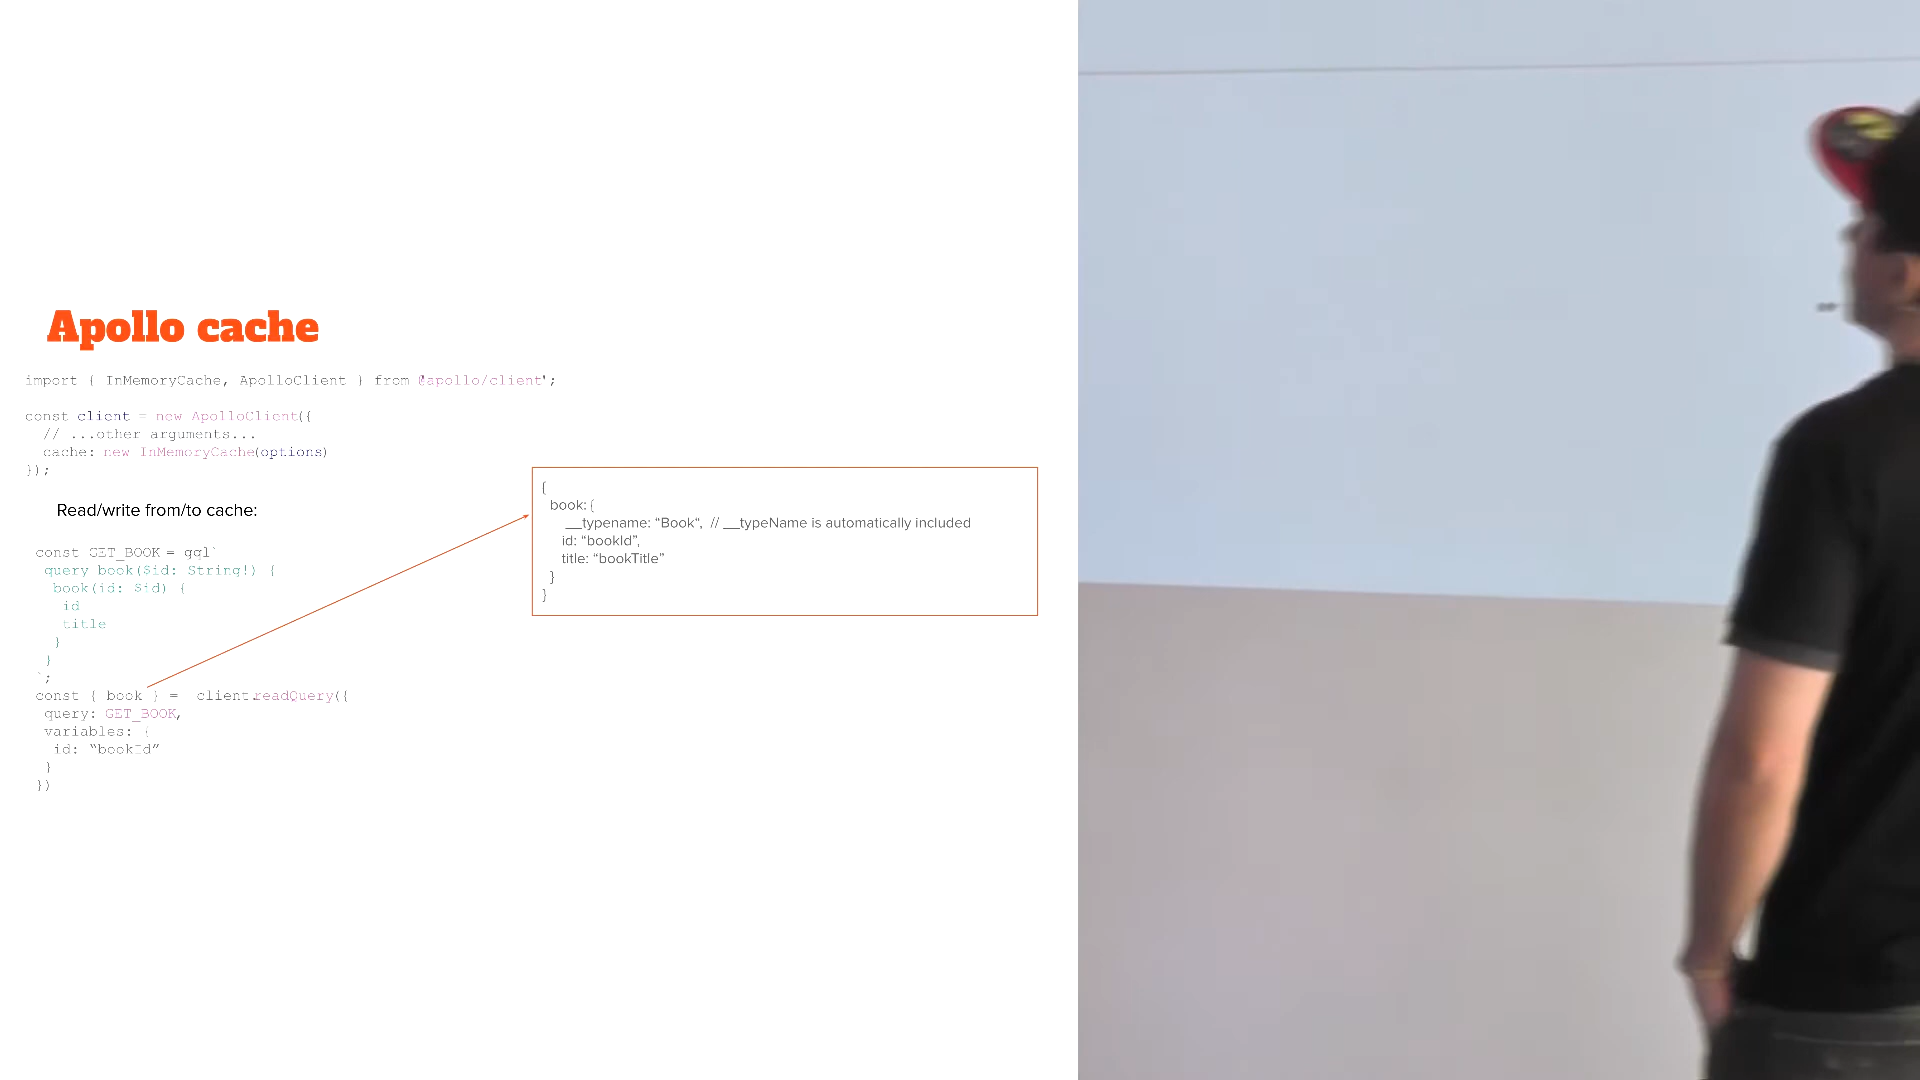 Apollo cache
import { InMemoryCache, ApolloClient } from '@apollo/client';
const client = new ApolloClient({
// ...other arguments...
cache: new InMemoryCache(options)
});
Read/write from/to cache:
const GET_BOOK = gql`
query book($id: String!) {
book(id: $id) {
id
title
}
}
`;
const { book } = client.readQuery({
query: GET_BOOK,
variables: {
id: “bookId”
}
})
{
book: {
__typename: “Book“, // __typeName is automatically included
id: “bookId”,
title: “bookTitle”
}
}